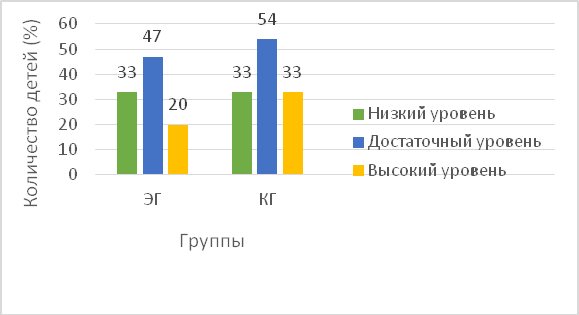 Количество детей (%)
60
50
40
30
20
10
0
33
47
20
33
54
33
ЭГ
КГ
Группы
Низкий уровень
Достаточный уровень
Высокий уровень